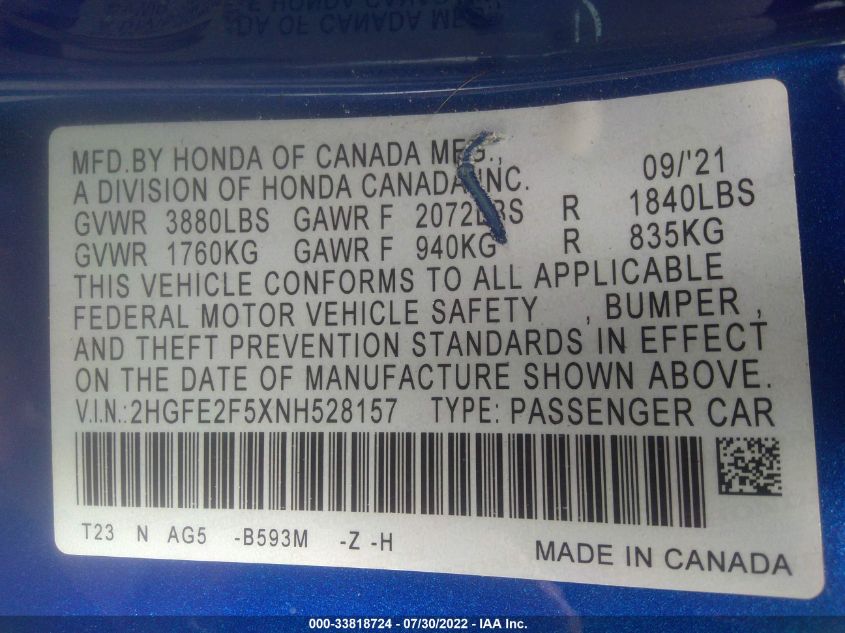 MFD.BY HONDA OF CANADA MFG., 09/'21
A DIVISION OF HONDA CANADA INC.
GVWR 3880LBS GAWR F 2072LBS R 1840LBS
GVWR 1760KG GAWR F 940KG R 835KG
THIS VEHICLE CONFORMS TO ALL APPLICABLE
FEDERAL MOTOR VEHICLE SAFETY , BUMPER ,
AND THEFT PREVENTION STANDARDS IN EFFECT
ON THE DATE OF MANUFACTURE SHOWN ABOVE.
V.I.N.:2HGFE2F5XNH528157 TYPE: PASSENGER CAR
T23 N AG5 -B593M -Z -H
MADE IN CANADA
000-33818724 - 07/30/2022 - IAA Inc.